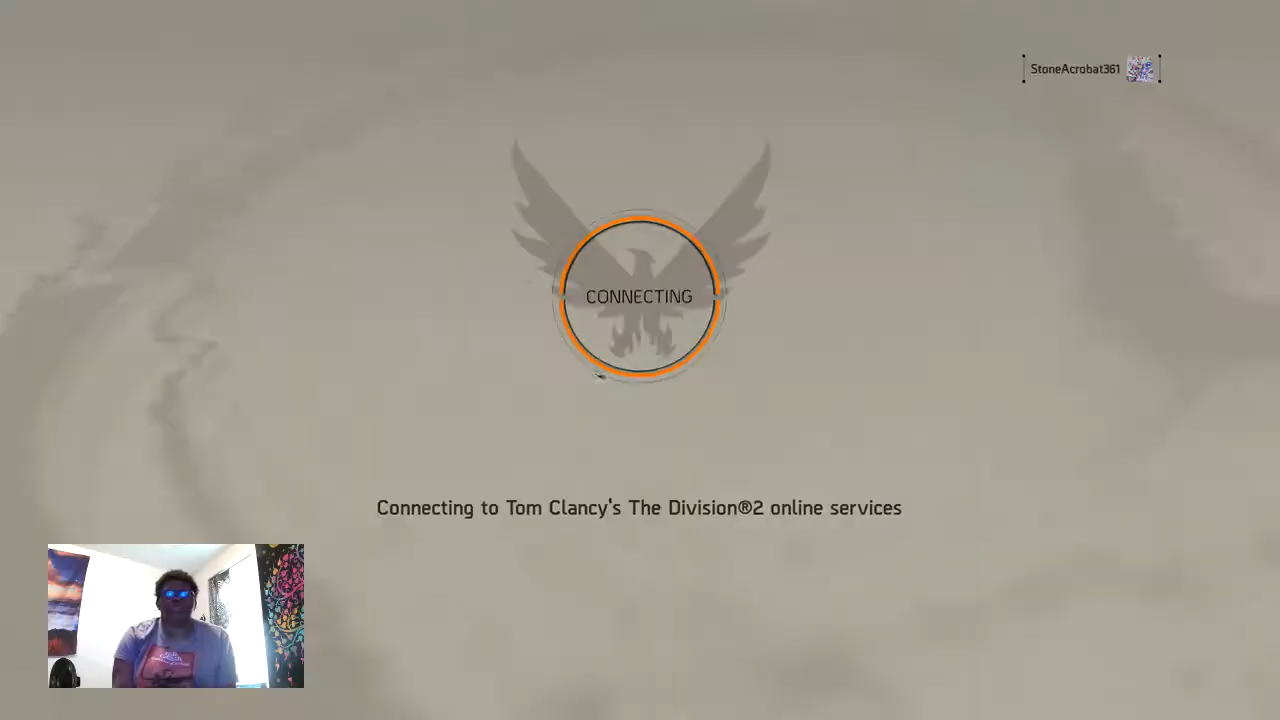 StoneAcrobat361
CONNECTING
Connecting to Tom Clancy's The Division®2 online services